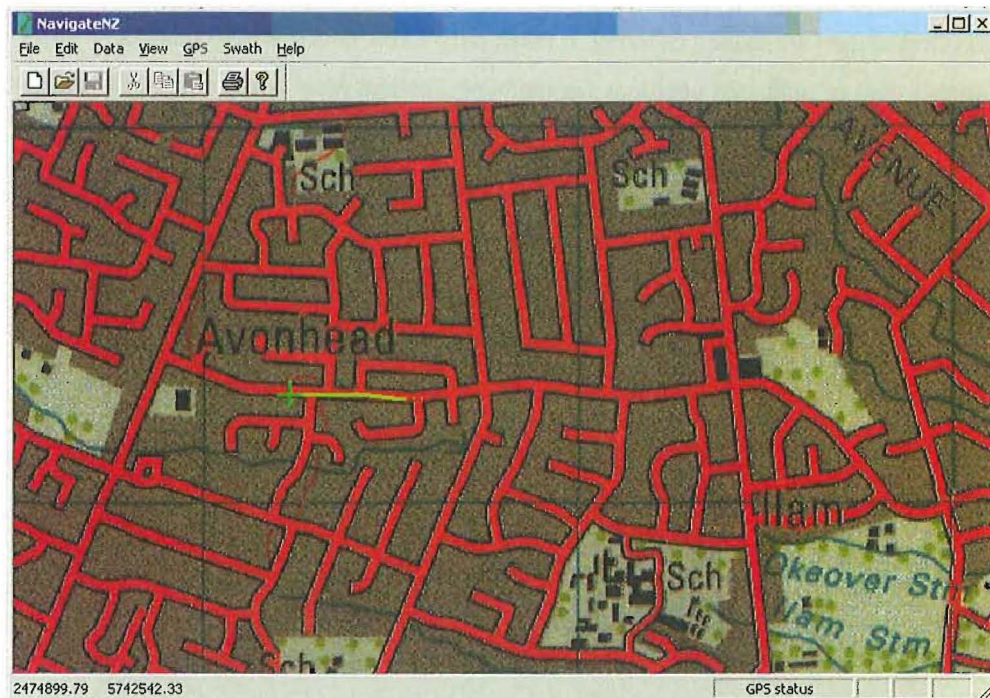 NavigateNZ
File Edit Data View GPS Swath Help
Sch
Sch
AVENUE
Avonhead
Ilam
Sch
Okeover Stm
Ilam Stm
Sch
2474899.79 5742542.33
GPS status